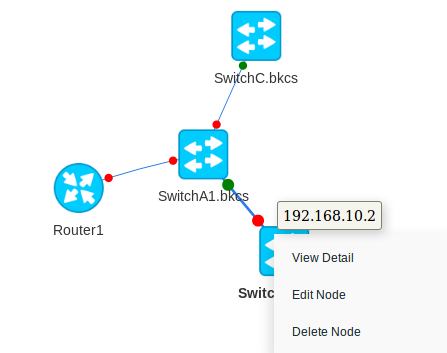 SwitchC.bkcs
SwitchA1.bkcs
192.168.10.2
Router1
View Detail
Edit Node
Delete Node